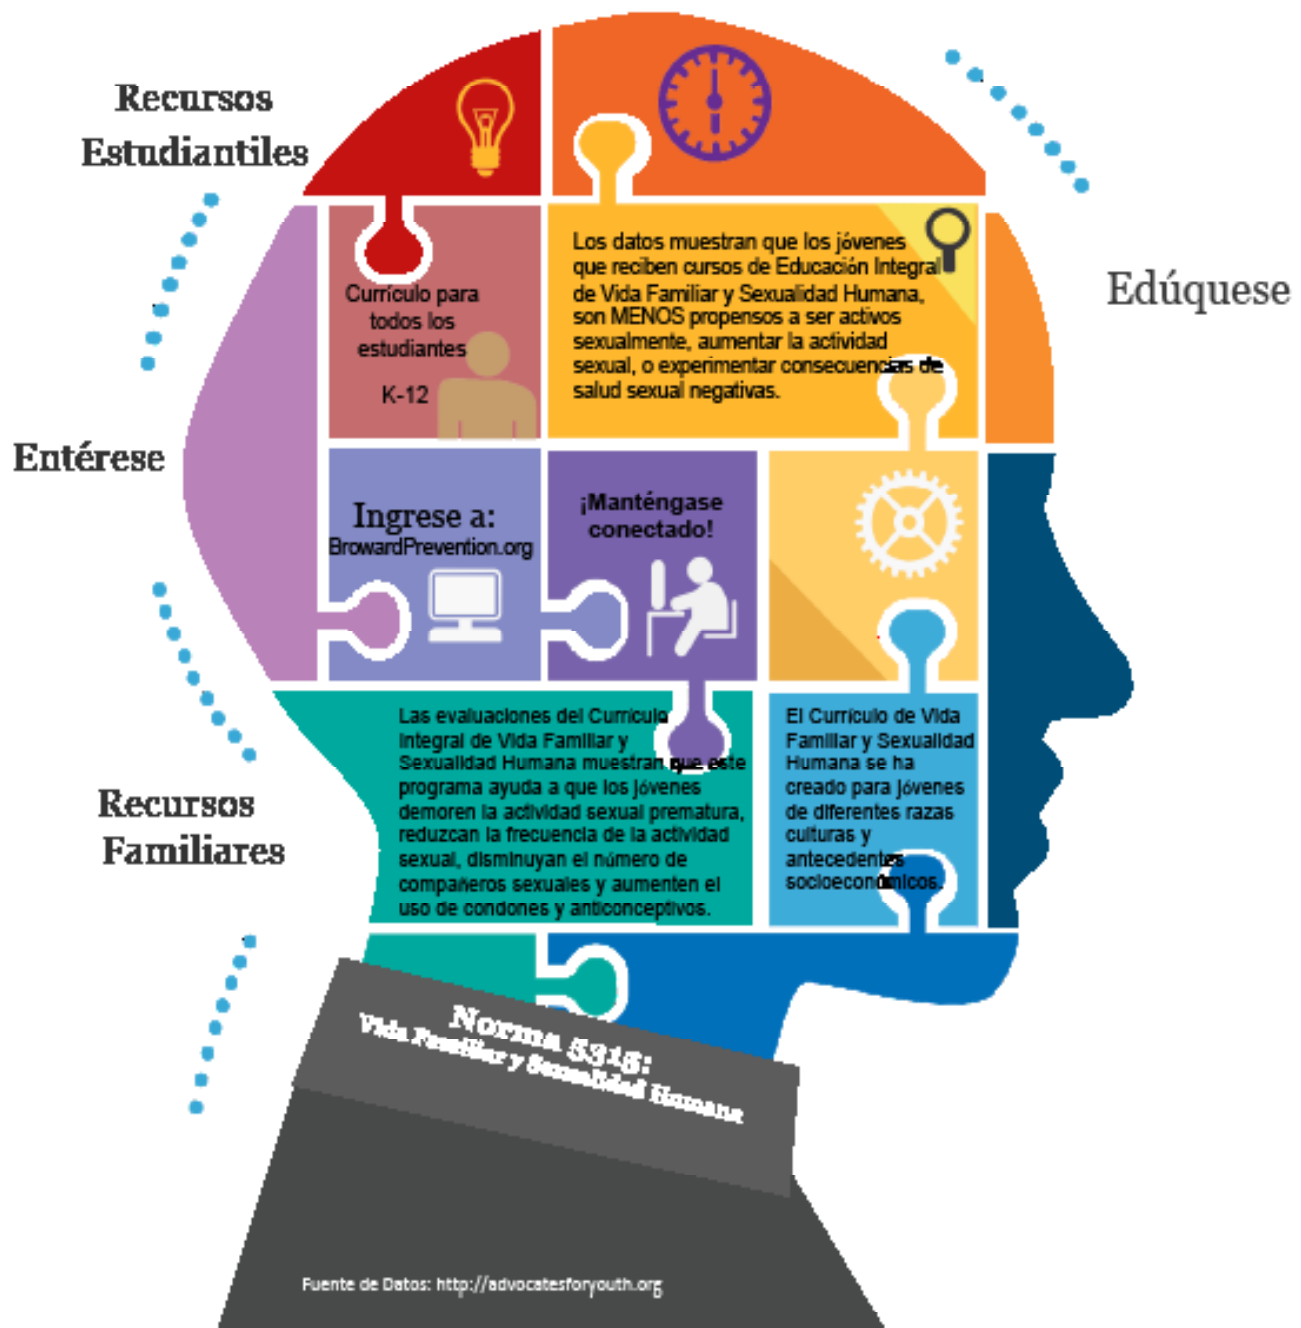 Recursos
Estudiantiles
Entérese
Recursos
Familiares
Edúquese
Currículo para
todos los
estudiantes
K-12
Los datos muestran que los jóvenes
que reciben cursos de Educación Integral
de Vida Familiar y Sexualidad Humana,
son MENOS propensos a ser activos
sexualmente, aumentar la actividad
sexual, o experimentar consecuencias de
salud sexual negativas.
Ingrese a:
BrowardPrevention.org
¡Manténgase
conectado!
Las evaluaciones del Currículo
Integral de Vida Familiar y
Sexualidad Humana muestran que este
programa ayuda a que los jóvenes
demoren la actividad sexual prematura,
reduzcan la frecuencia de la actividad
sexual, disminuyan el número de
compañeros sexuales y aumenten el
uso de condones y anticonceptivos.
El Currículo de Vida
Familiar y Sexualidad
Humana se ha
creado para jóvenes
de diferentes razas
culturas y
antecedentes
socioeconómicos.
Norma 5315:
Vida Familiar y Sexualidad Humana
Fuente de Datos: http://advocatesforyouth.org